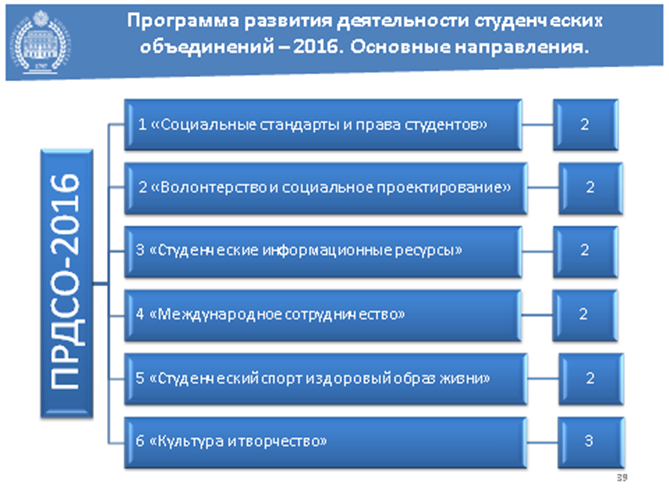 Программа развития деятельности студенческих
объединений – 2016. Основные направления.
ПРДСО-2016
1 «Социальные стандарты и права студентов»
2
2 «Волонтерство и социальное проектирование»
2
3 «Студенческие информационные ресурсы»
2
4 «Международное сотрудничество»
2
5 «Студенческий спорт и здоровый образ жизни»
2
6 «Культура и творчество»
3
39